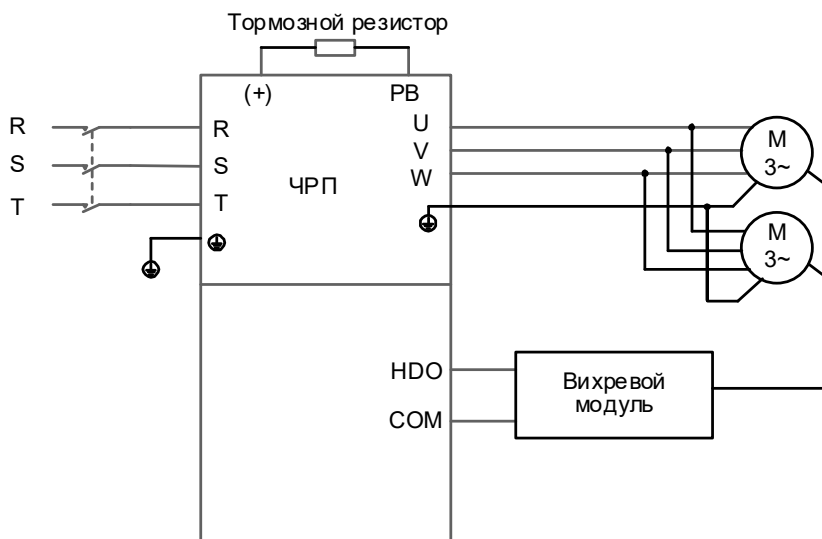 Тормозной резистор
(+)
PB
R
R
U
M
3~
V
S
S
ЧРП
W
T
T
M
3~
HDO
Вихревой
модуль
COM